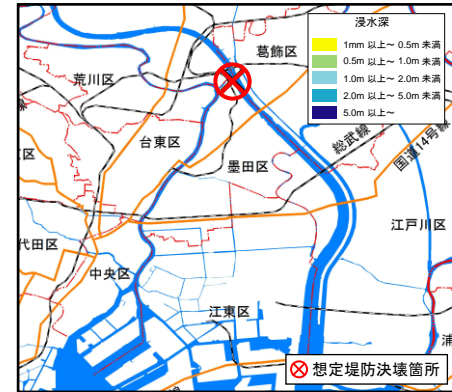 浸水深
1mm 以上～ 0.5m 未満
0.5m 以上～ 1.0m 未満
1.0m 以上～ 2.0m 未満
2.0m 以上～ 5.0m 未満
5.0m 以上～
葛飾区
荒川区
台東区
墨田区
総武線
国道14号線
江戸川区
代田区
中央区
江東区
浦
想定堤防決壊箇所